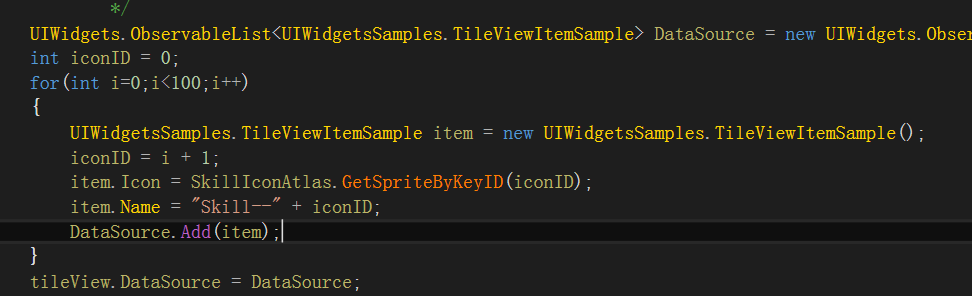 */
UIWidgets.ObservableList<UIWidgetsSamples.TileViewItemSample> DataSource = new UIWidgets.Obser
int iconID = 0;
for(int i=0;i<100;i++)
{
UIWidgetsSamples.TileViewItemSample item = new UIWidgetsSamples.TileViewItemSample();
iconID = i + 1;
item.Icon = SkillIconAtlas.GetSpriteByKeyID(iconID);
item.Name = "Skill--" + iconID;
DataSource.Add(item);
}
tileView.DataSource = DataSource;